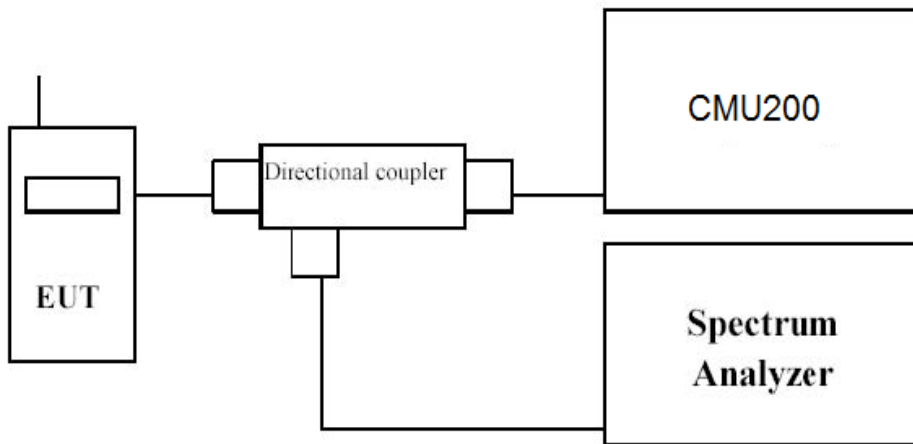 CMU200
Directional coupler
EUT
Spectrum
Analyzer